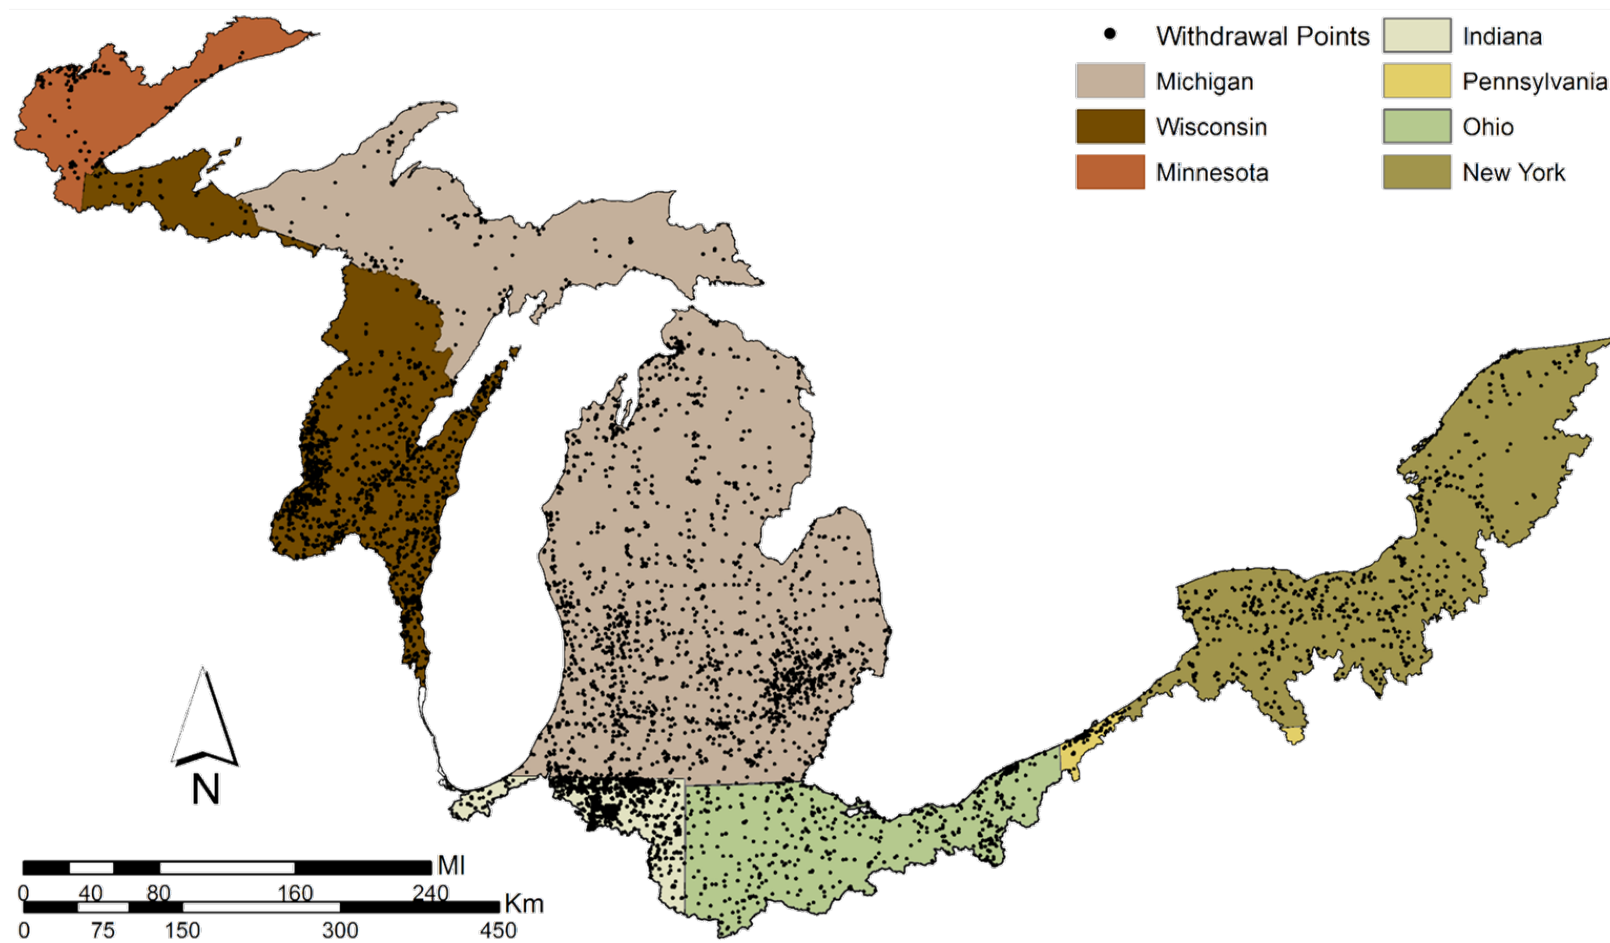 Withdrawal Points
Michigan
Wisconsin
Minnesota
Indiana
Pennsylvania
Ohio
New York
N
MI
0 40 80 160 240
Km
0 75 150 300 450